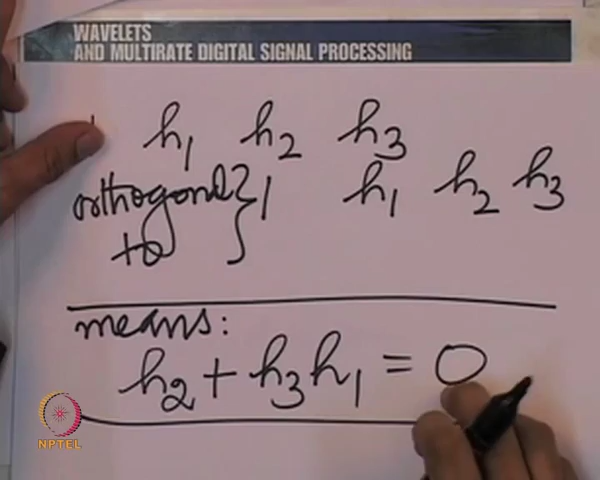 WAVELETS
AND MULTIRATE DIGITAL SIGNAL PROCESSING
1 h₁ h₂ h₃
orthogonal } 1 h₁ h₂ h₃
to
means:
h₂ + h₃h₁ = 0
NPTEL